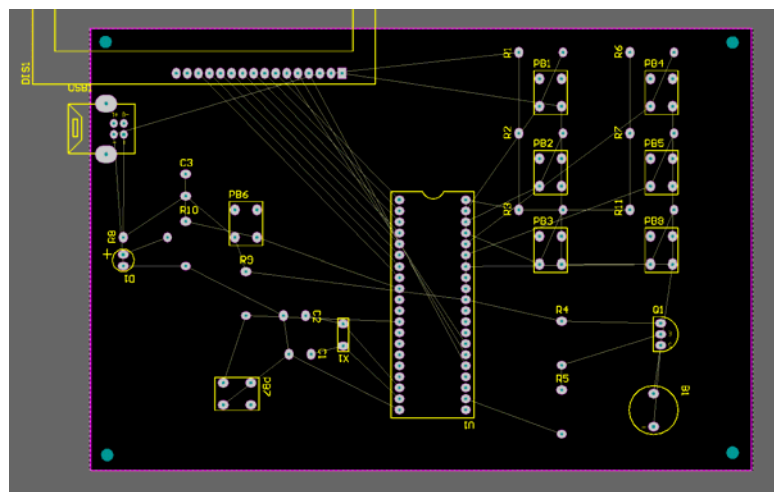 DIS1
USB1
R1
R6
PB1
PB4
R2
R7
C3
PB2
PB5
PB6
R10
R3
R11
R8
PB3
PB8
D1
R9
C2
R4
Q1
C1
X1
R5
PB7
B1
U1